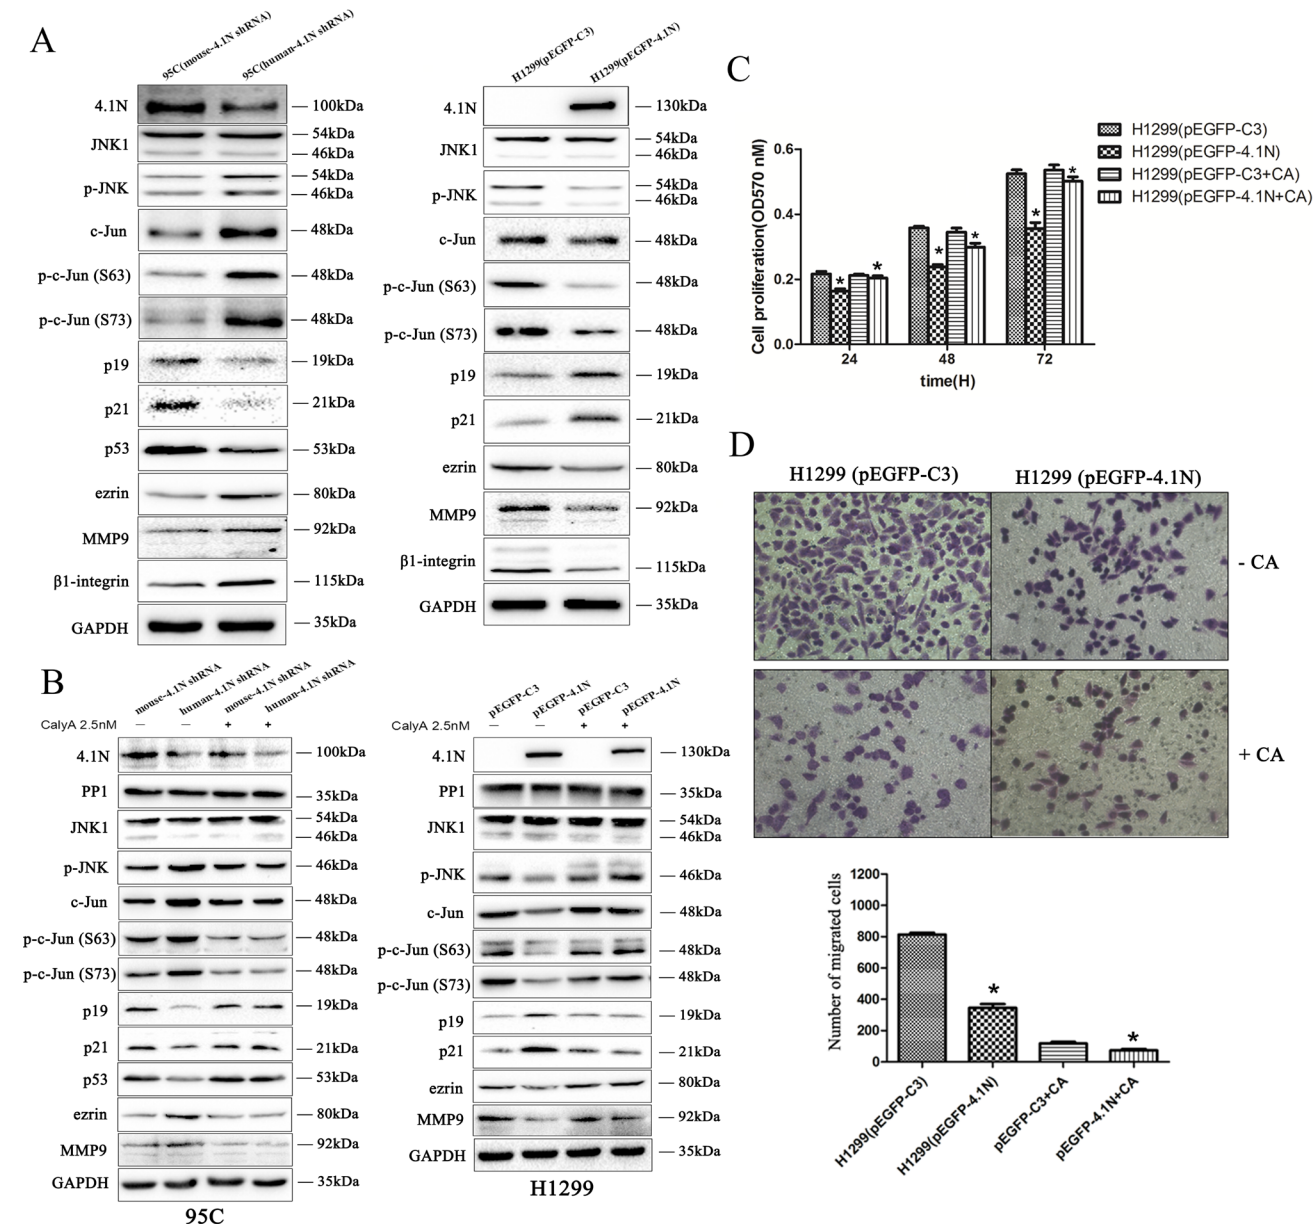 A
95C(mouse-4.1N shRNA)
95C(human-4.1N shRNA)
4.1N
100kDa
JNK1
54kDa
46kDa
p-JNK
54kDa
46kDa
c-Jun
48kDa
p-c-Jun (S63)
48kDa
p-c-Jun (S73)
48kDa
p19
19kDa
p21
21kDa
p53
53kDa
ezrin
80kDa
MMP9
92kDa
β1-integrin
115kDa
GAPDH
35kDa
H1299(pEGFP-C3)
H1299(pEGFP-4.1N)
4.1N
130kDa
JNK1
54kDa
46kDa
p-JNK
54kDa
46kDa
c-Jun
48kDa
p-c-Jun (S63)
48kDa
p-c-Jun (S73)
48kDa
p19
19kDa
p21
21kDa
ezrin
80kDa
MMP9
92kDa
β1-integrin
115kDa
GAPDH
35kDa
B
mouse-4.1N shRNA
human-4.1N shRNA
mouse-4.1N shRNA
human-4.1N shRNA
CalyA 2.5nM − − + +
4.1N
100kDa
PP1
35kDa
JNK1
54kDa
46kDa
p-JNK
46kDa
c-Jun
48kDa
p-c-Jun (S63)
48kDa
p-c-Jun (S73)
48kDa
p19
19kDa
p21
21kDa
p53
53kDa
ezrin
80kDa
MMP9
92kDa
GAPDH
35kDa
95C
pEGFP-C3
pEGFP-4.1N
pEGFP-C3
pEGFP-4.1N
CalyA 2.5nM − − + +
4.1N
130kDa
PP1
35kDa
JNK1
54kDa
46kDa
p-JNK
46kDa
c-Jun
48kDa
p-c-Jun (S63)
48kDa
p-c-Jun (S73)
48kDa
p19
19kDa
p21
21kDa
ezrin
80kDa
MMP9
92kDa
GAPDH
35kDa
H1299
C
Cell proliferation(OD570 nM)
0.6
0.4
0.2
0.0
* * * * * *
24 48 72
time(H)
H1299(pEGFP-C3)
H1299(pEGFP-4.1N)
H1299(pEGFP-C3+CA)
H1299(pEGFP-4.1N+CA)
D
H1299 (pEGFP-C3)
H1299 (pEGFP-4.1N)
- CA
+ CA
Number of migrated cells
1200
1000
800
600
400
200
0
* *
H1299(pEGFP-C3)
H1299(pEGFP-4.1N)
pEGFP-C3+CA
pEGFP-4.1N+CA